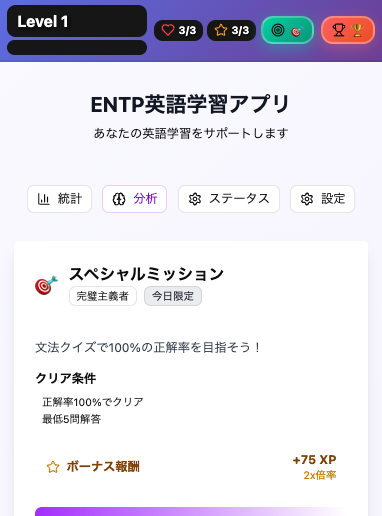 Level 1
3/3
3/3
ENTP英語学習アプリ
あなたの英語学習をサポートします
統計
分析
ステータス
設定
スペシャルミッション
完璧主義者
今日限定
文法クイズで100%の正解率を目指そう！
クリア条件
正解率100%でクリア
最低5問解答
ボーナス報酬
+75 XP
2x倍率